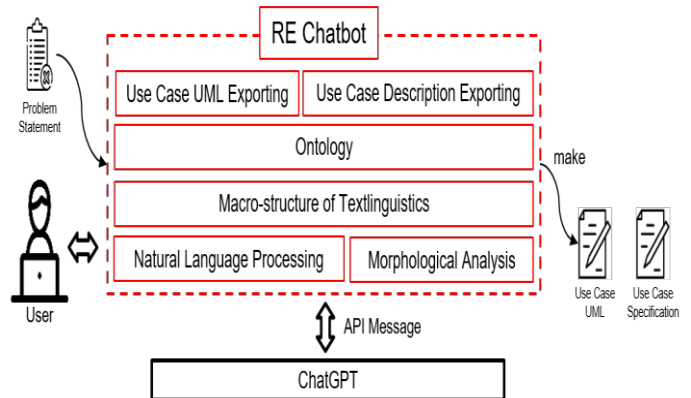 RE Chatbot
Problem
Statement
Use Case UML Exporting
Use Case Description Exporting
Ontology
make
Macro-structure of Textlinguistics
Natural Language Processing
Morphological Analysis
User
Use Case
UML
Use Case
Specification
API Message
ChatGPT